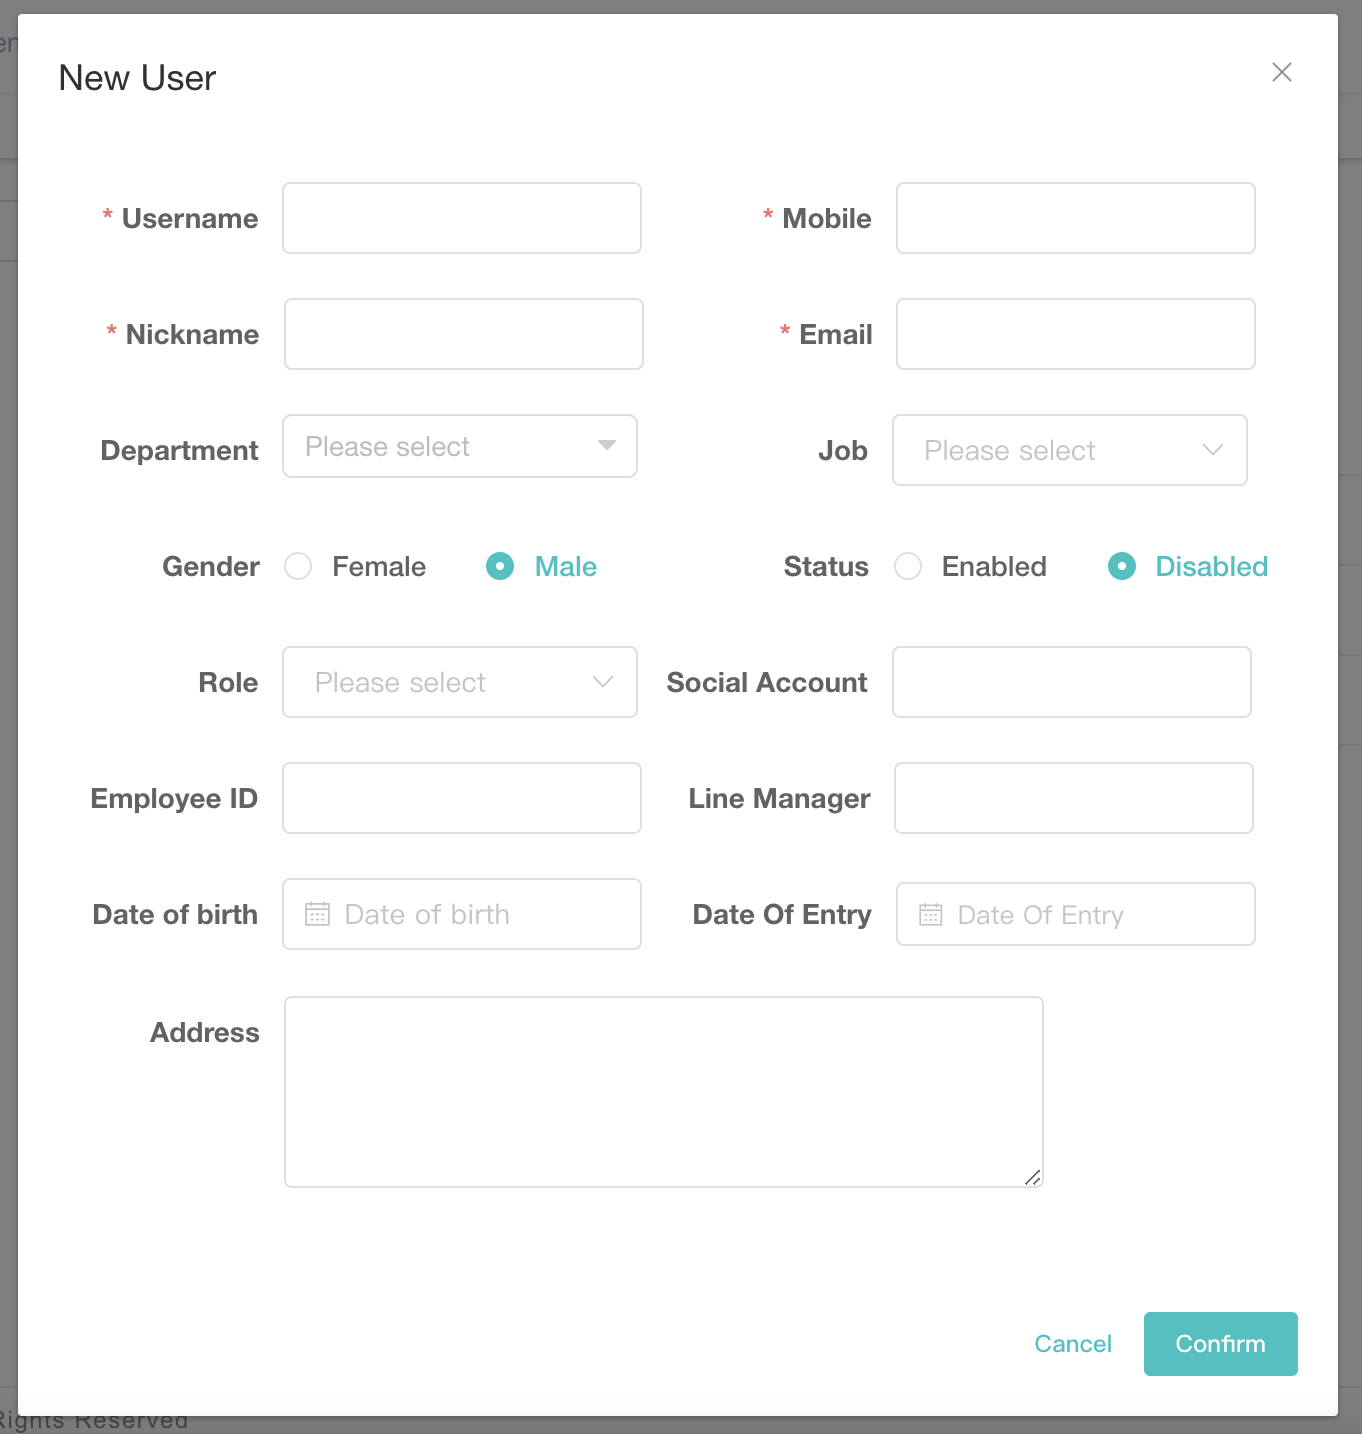 New User
* Username
* Mobile
* Nickname
* Email
Department Please select
Job Please select
Gender Female Male
Status Enabled Disabled
Role Please select
Social Account
Employee ID
Line Manager
Date of birth Date of birth
Date Of Entry Date Of Entry
Address
Cancel Confirm
Rights Reserved